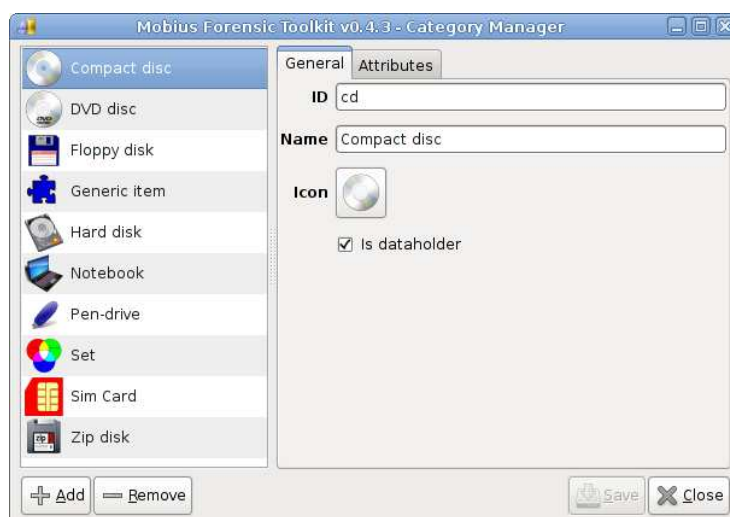 Mobius Forensic Toolkit v0.4.3 - Category Manager
Compact disc
DVD disc
Floppy disk
Generic item
Hard disk
Notebook
Pen-drive
Set
Sim Card
Zip disk
General
Attributes
ID
cd
Name
Compact disc
Icon
Is dataholder
Add
Remove
Save
Close